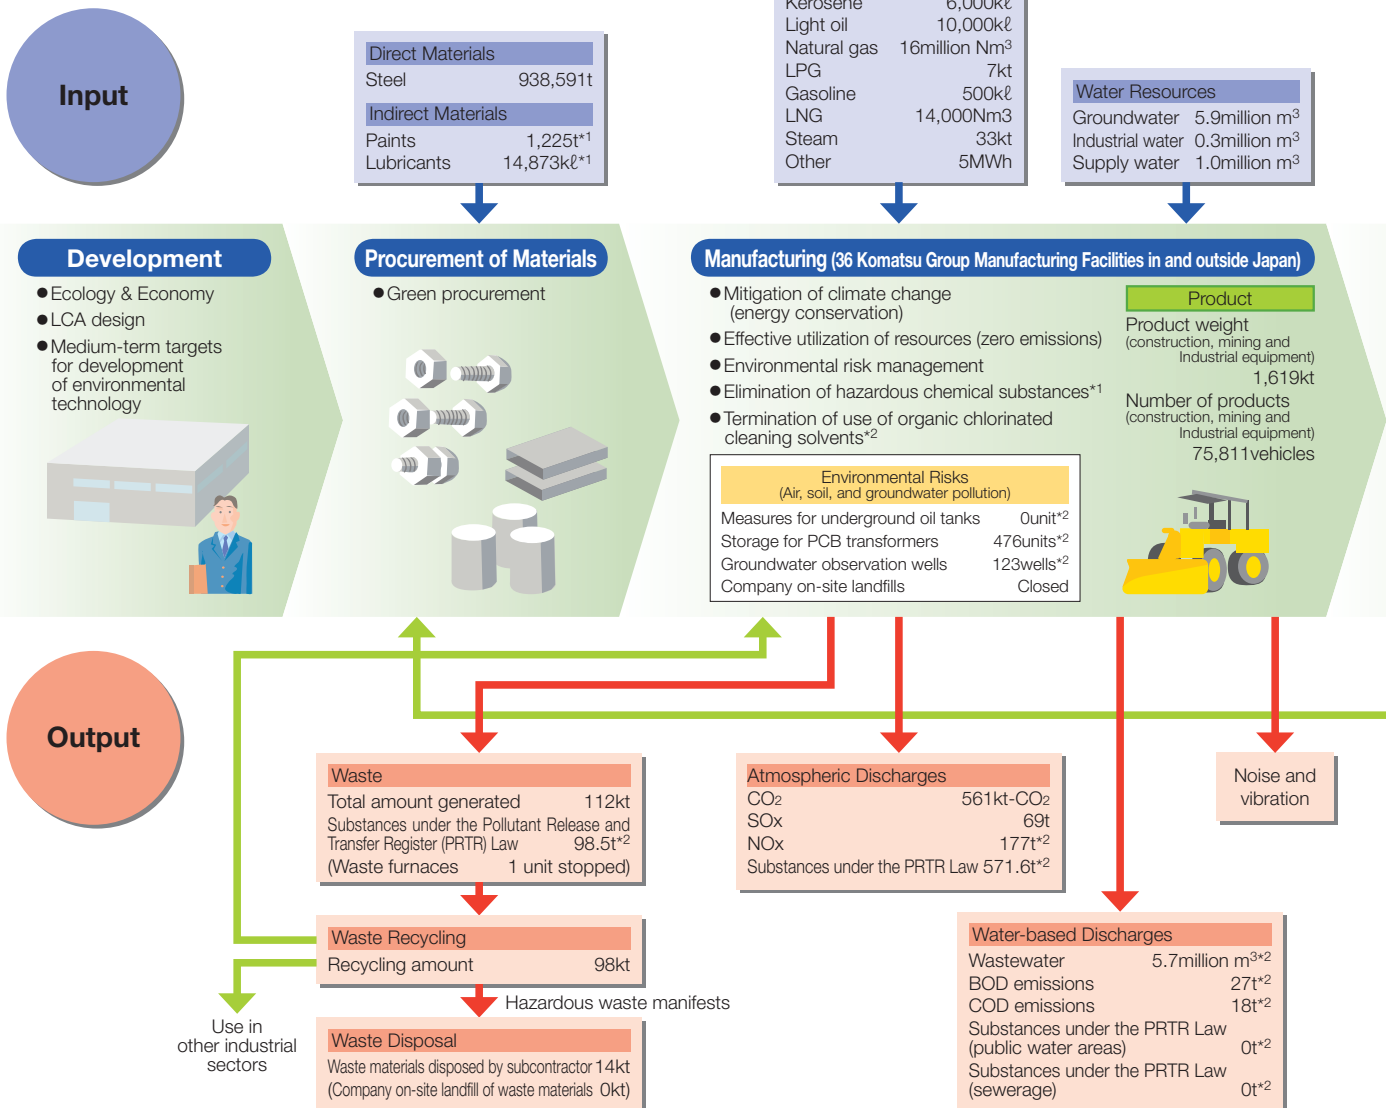 Input
Direct Materials
Steel 938,591t
Indirect Materials
Paints 1,225t*1
Lubricants 14,873kℓ*1
Kerosene 6,000kℓ
Light oil 10,000kℓ
Natural gas 16million Nm3
LPG 7kt
Gasoline 500kℓ
LNG 14,000Nm3
Steam 33kt
Other 5MWh
Water Resources
Groundwater 5.9million m3
Industrial water 0.3million m3
Supply water 1.0million m3
Development
●Ecology & Economy
●LCA design
●Medium-term targets
for development
of environmental
technology
Procurement of Materials
●Green procurement
Manufacturing (36 Komatsu Group Manufacturing Facilities in and outside Japan)
●Mitigation of climate change
(energy conservation)
●Effective utilization of resources (zero emissions)
●Environmental risk management
●Elimination of hazardous chemical substances*1
●Termination of use of organic chlorinated
cleaning solvents*2
Environmental Risks
(Air, soil, and groundwater pollution)
Measures for underground oil tanks 0unit*2
Storage for PCB transformers 476units*2
Groundwater observation wells 123wells*2
Company on-site landfills Closed
Product
Product weight
(construction, mining and
Industrial equipment)
1,619kt
Number of products
(construction, mining and
Industrial equipment)
75,811vehicles
Output
Waste
Total amount generated 112kt
Substances under the Pollutant Release and
Transfer Register (PRTR) Law 98.5t*2
(Waste furnaces 1 unit stopped)
Waste Recycling
Recycling amount 98kt
Hazardous waste manifests
Use in
other industrial
sectors
Waste Disposal
Waste materials disposed by subcontractor 14kt
(Company on-site landfill of waste materials 0kt)
Atmospheric Discharges
CO2 561kt-CO2
SOx 69t
NOx 177t*2
Substances under the PRTR Law 571.6t*2
Water-based Discharges
Wastewater 5.7million m3*2
BOD emissions 27t*2
COD emissions 18t*2
Substances under the PRTR Law
(public water areas) 0t*2
Substances under the PRTR Law
(sewerage) 0t*2
Noise and
vibration